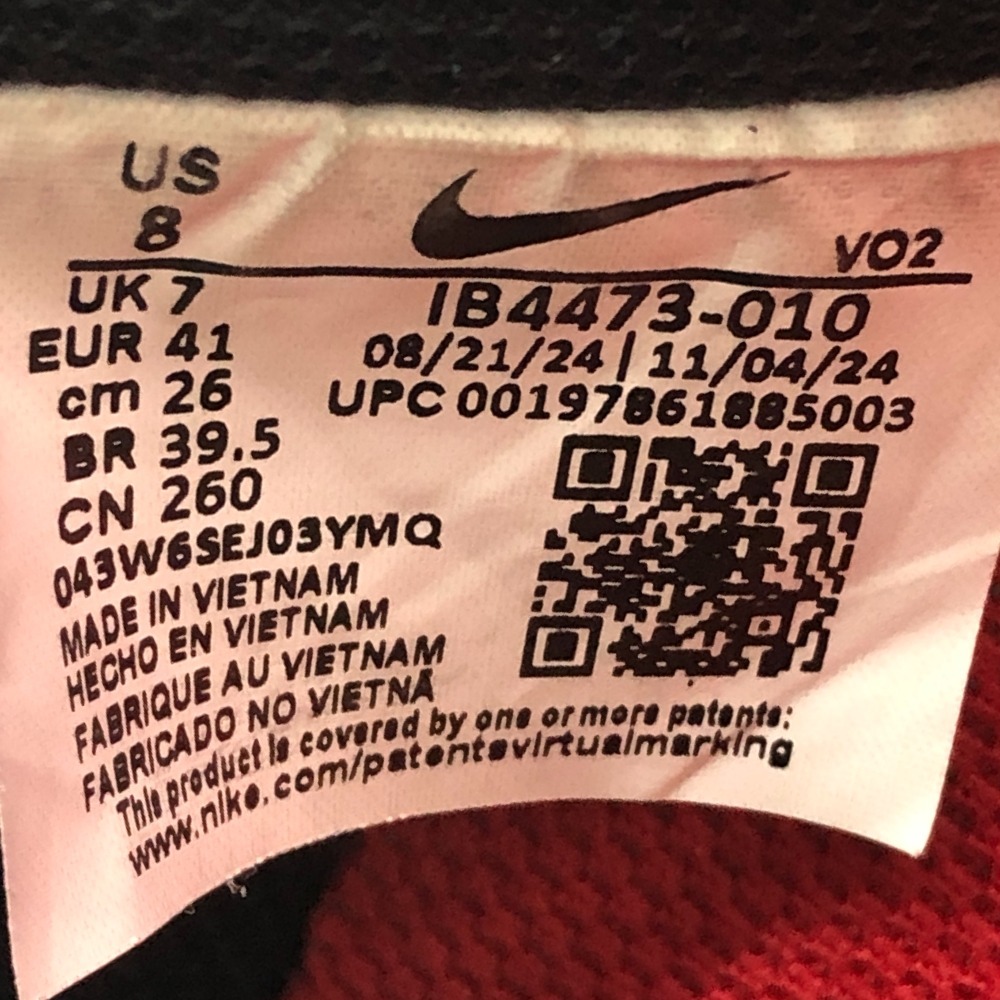 US
8
VO2
UK 7
IB4473-010
EUR 41
08/21/24 | 11/04/24
cm 26
UPC 00197861885003
BR 39.5
CN 260
043W6SEJ03YMQ
MADE IN VIETNAM
HECHO EN VIETNAM
FABRIQUE AU VIETNAM
FABRICADO NO VIETNÃ
This product is covered by one or more patents:
www.nike.com/patentsvirtualmarking